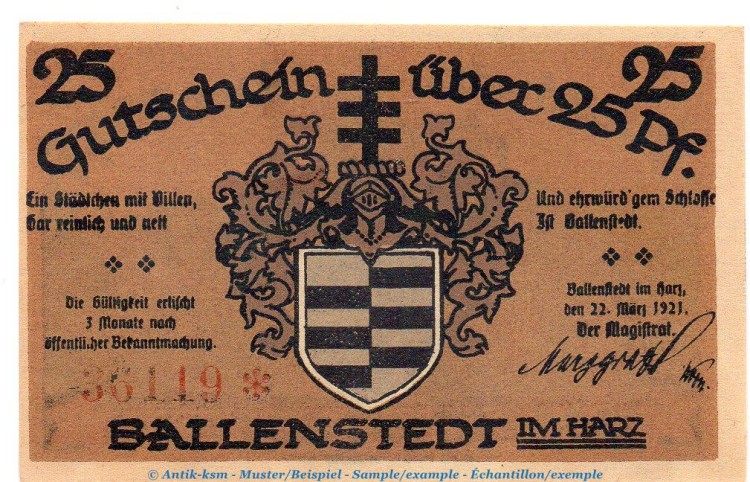 25 25
Gutschein über 25 Pf.
Ein Städtchen mit Villen,
Gar reinlich und nett
Und ehrwürd'gem Schlosse
Ist Ballenstedt.
Die Gültigkeit erlischt
3 Monate nach
öffentlicher Bekanntmachung.
Ballenstedt im Harz,
den 22. März 1921.
Der Magistrat.
36119 *
BALLENSTEDT IM HARZ
© Antik-ksm - Muster/Beispiel - Sample/example - Échantillon/exemple